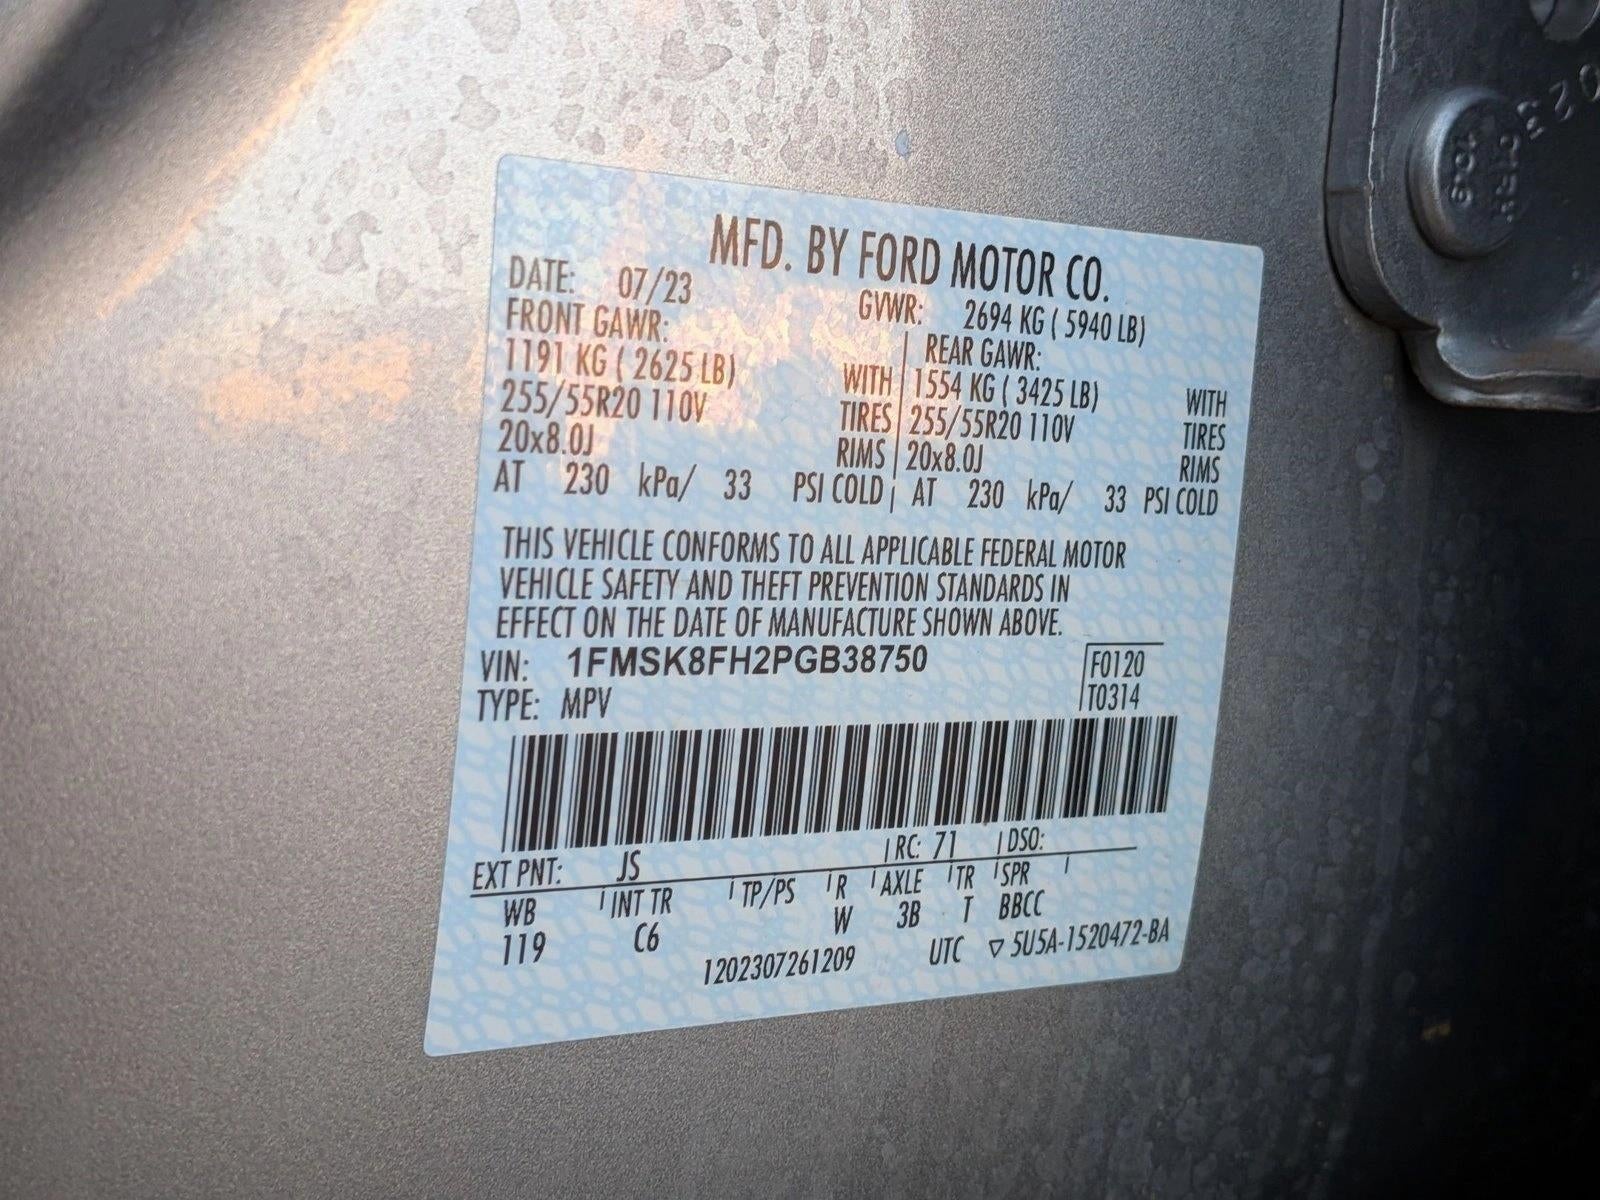 MFD. BY FORD MOTOR CO.
DATE: 07/23 GVWR: 2694 KG ( 5940 LB)
FRONT GAWR: REAR GAWR:
1191 KG ( 2625 LB) WITH 1554 KG ( 3425 LB) WITH
255/55R20 110V TIRES 255/55R20 110V TIRES
20x8.0J RIMS 20x8.0J RIMS
AT 230 kPa/ 33 PSI COLD AT 230 kPa/ 33 PSI COLD
THIS VEHICLE CONFORMS TO ALL APPLICABLE FEDERAL MOTOR
VEHICLE SAFETY AND THEFT PREVENTION STANDARDS IN
EFFECT ON THE DATE OF MANUFACTURE SHOWN ABOVE.
VIN: 1FMSK8FH2PGB38750 F0120
TYPE: MPV T0314
EXT PNT: JS RC: 71 DSO:
WB INT TR TP/PS R AXLE TR SPR
119 C6 W 3B T BBCC
1202307261209 UTC ▽ 5U5A-1520472-BA